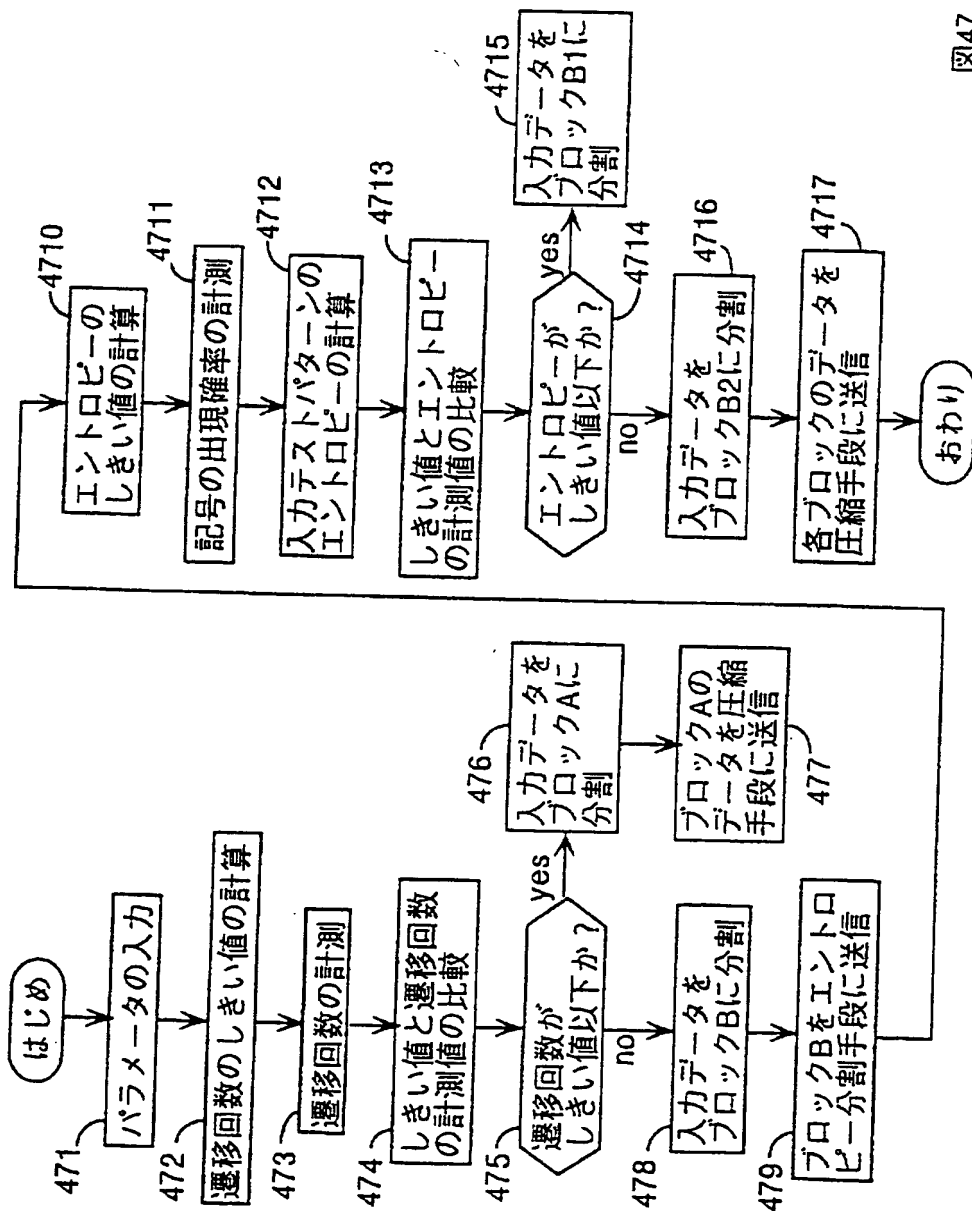 はじめ
471
パラメータの入力
472
遷移回数のしきい値の計算
473
遷移回数の計測
474
しきい値と遷移回数
の計測値の比較
475
遷移回数が
しきい値以下か?
yes
no
476
入力データを
ブロックAに
分割
477
ブロックAの
データを圧縮
手段に送信
478
入力データを
ブロックBに分割
479
ブロックBをエントロ
ピー分割手段に送信
4710
エントロピーの
しきい値の計算
4711
記号の出現確率の計測
4712
入力テストパターンの
エントロピーの計算
4713
しきい値とエントロピー
の計測値の比較
4714
エントロピーが
しきい値以下か?
yes
no
4715
入力データを
ブロックB1に
分割
4716
入力データを
ブロックB2に分割
4717
各ブロックのデータを
圧縮手段に送信
おわり
図47